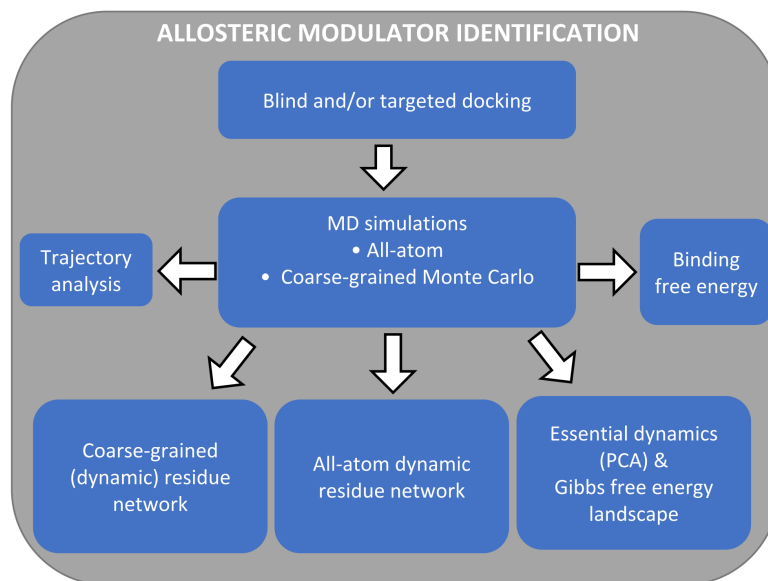 ALLOSTERIC MODULATOR IDENTIFICATION
Blind and/or targeted docking
MD simulations
• All-atom
• Coarse-grained Monte Carlo
Trajectory
analysis
Binding
free energy
Coarse-grained
(dynamic) residue
network
All-atom dynamic
residue network
Essential dynamics
(PCA) &
Gibbs free energy
landscape